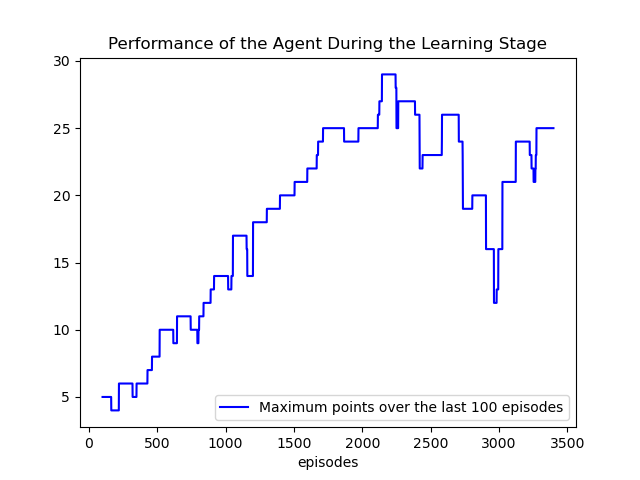 Performance of the Agent During the Learning Stage
30
25
20
15
10
5
Maximum points over the last 100 episodes
0 500 1000 1500 2000 2500 3000 3500
episodes